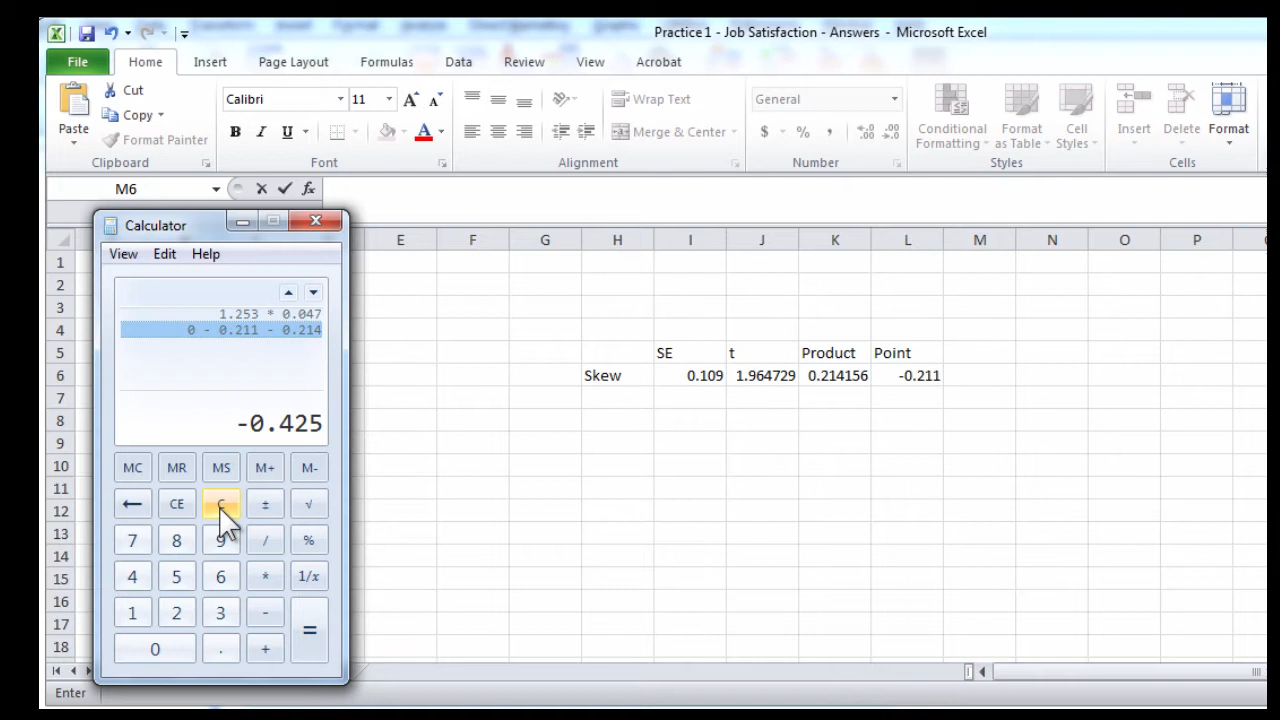 Practice 1 - Job Satisfaction - Answers - Microsoft Excel
File Home Insert Page Layout Formulas Data Review View Acrobat
Paste
Cut
Copy
Format Painter
Clipboard
Calibri 11 A A
B I U A
Font
Wrap Text
Merge & Center
Alignment
General
$ % , .0 .00
Number
Conditional Formatting
Format as Table
Cell Styles
Styles
Insert Delete Format
Cells
M6 fx
E F G H I J K L M N O P
1
2
3
4
5 SE t Product Point
6 Skew 0.109 1.964729 0.214156 -0.211
7
8
9
10
11
12
13
14
15
16
17
18
Calculator
View Edit Help
1.253 * 0.047
0 - 0.211 - 0.214
-0.425
MC MR MS M+ M-
← CE C ± √
7 8 9 / %
4 5 6 * 1/x
1 2 3 - =
0 . +
Enter